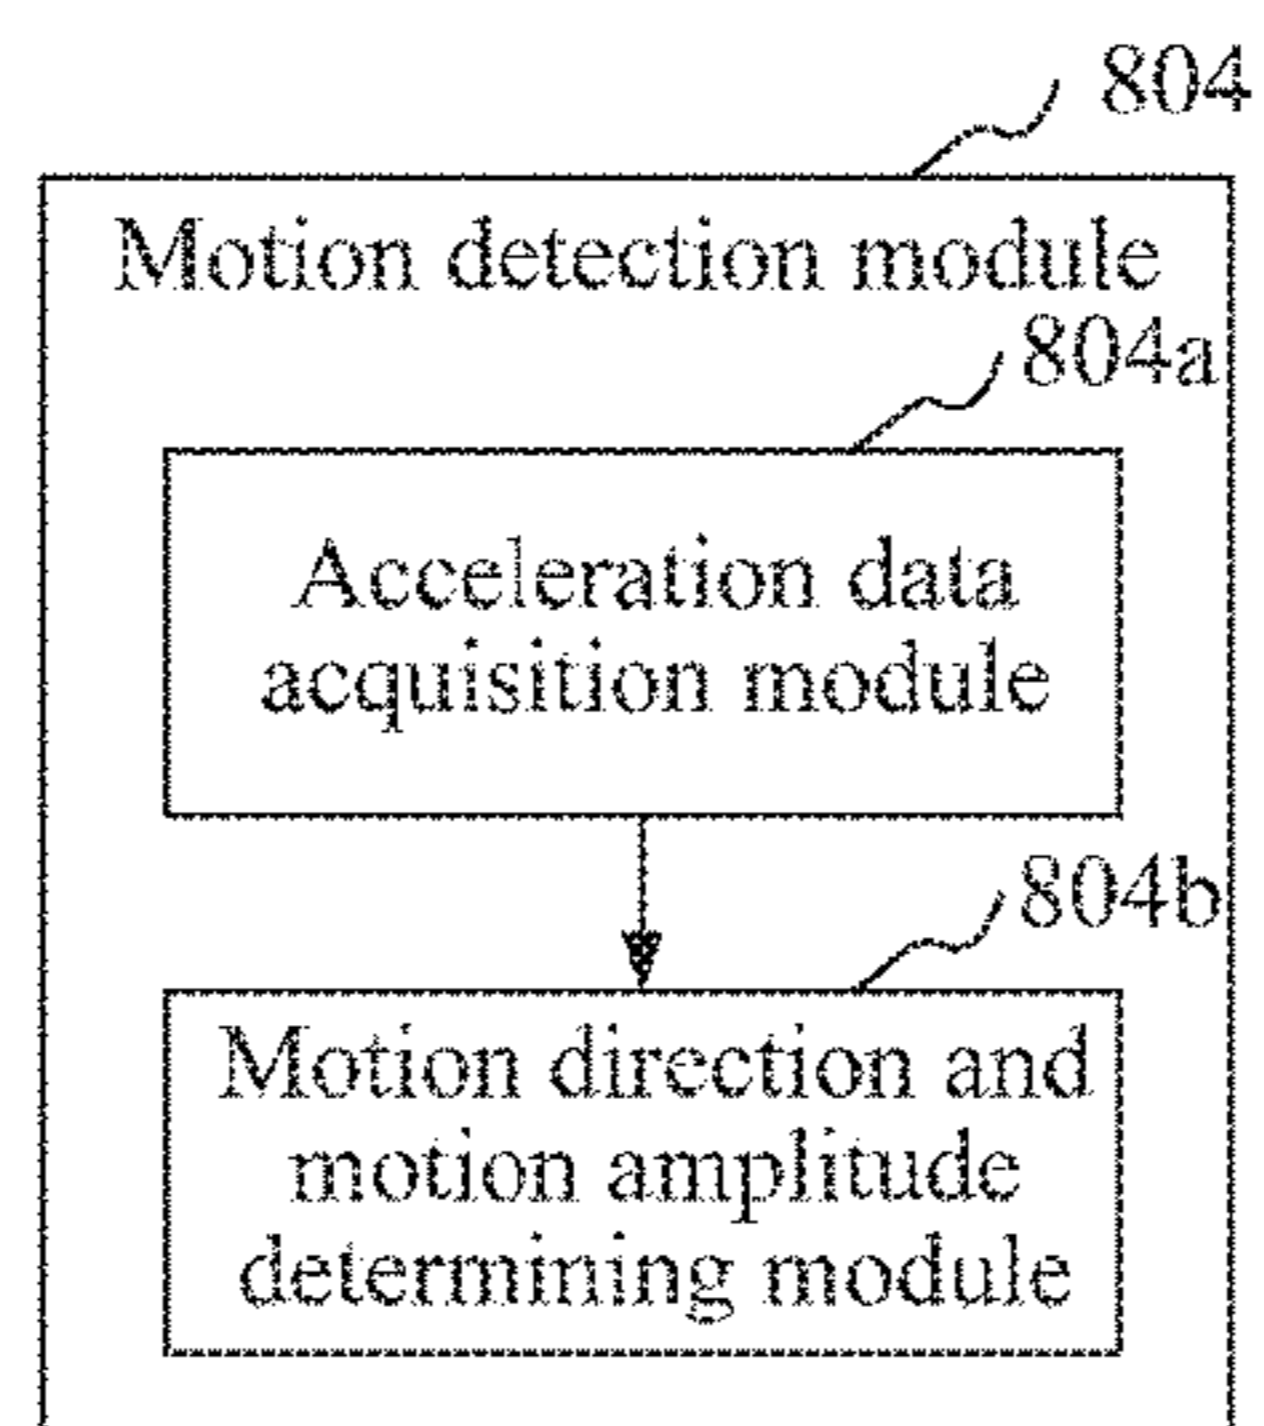 804
Motion detection module
804a
Acceleration data
acquisition module
804b
Motion direction and
motion amplitude
determining module